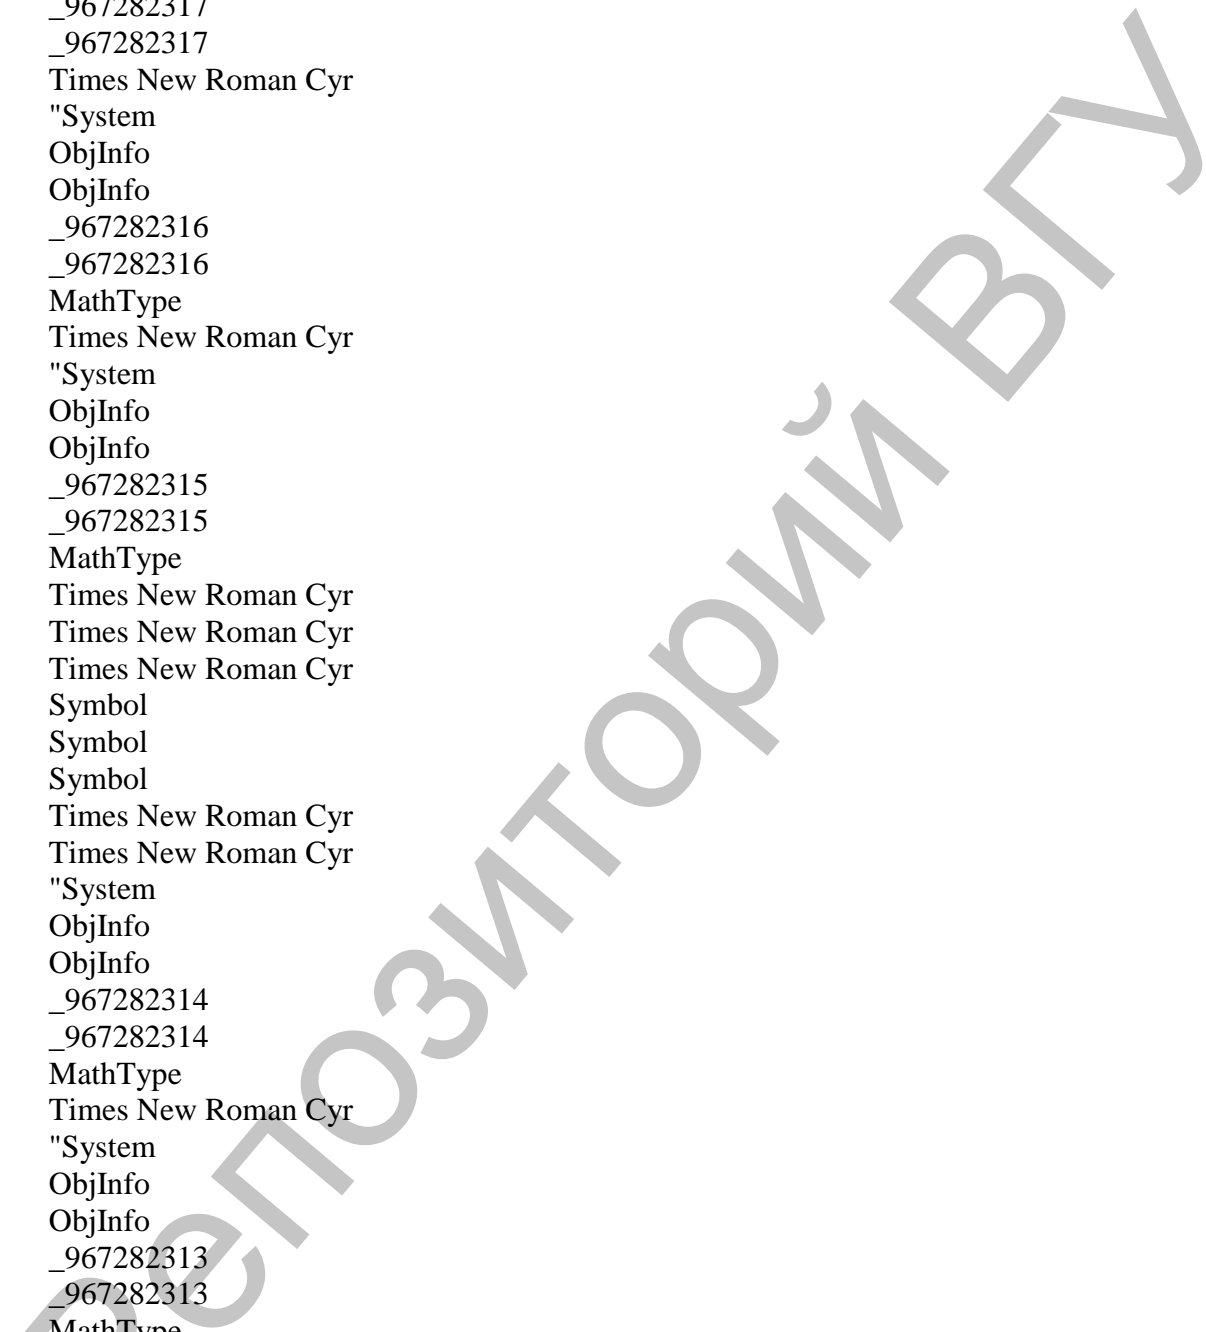 _967282317
_967282317
Times New Roman Cyr
"System
ObjInfo
ObjInfo
_967282316
_967282316
MathType
Times New Roman Cyr
"System
ObjInfo
ObjInfo
_967282315
_967282315
MathType
Times New Roman Cyr
Times New Roman Cyr
Times New Roman Cyr
Symbol
Symbol
Symbol
Times New Roman Cyr
Times New Roman Cyr
"System
ObjInfo
ObjInfo
_967282314
_967282314
MathType
Times New Roman Cyr
"System
ObjInfo
ObjInfo
_967282313
_967282313
MathType
Репозиторий ВГУ